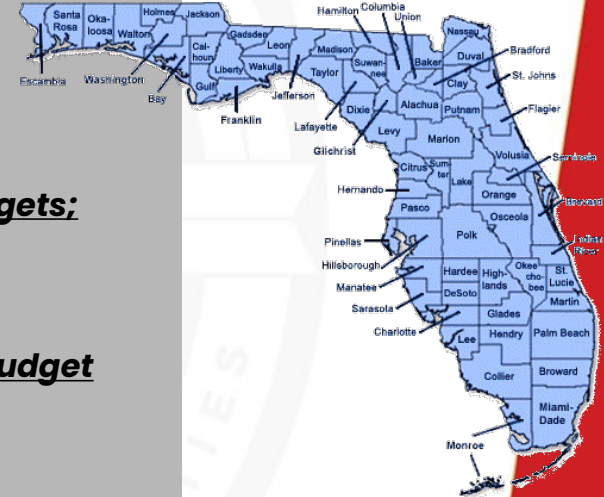 Santa Rosa
Oka-loosa
Walton
Holmes
Jackson
Escambia
Washington
Bay
Cal-houn
Gulf
Liberty
Gadsden
Franklin
Leon
Wakulla
Jefferson
Madison
Taylor
Lafayette
Hamilton
Suwan-nee
Columbia
Union
Baker
Nassau
Duval
Bradford
Clay
St. Johns
Dixie
Gilchrist
Alachua
Putnam
Flagler
Levy
Marion
Volusia
Citrus
Sum-ter
Lake
Seminole
Hernando
Orange
Brevard
Pasco
Osceola
Pinellas
Polk
Indian River
Hillsborough
Manatee
Hardee
High-lands
Okee cho-bee
St. Lucie
Sarasota
DeSoto
Martin
Charlotte
Glades
Lee
Hendry
Palm Beach
Collier
Broward
Miami-Dade
Monroe
gets;
udget
TIES